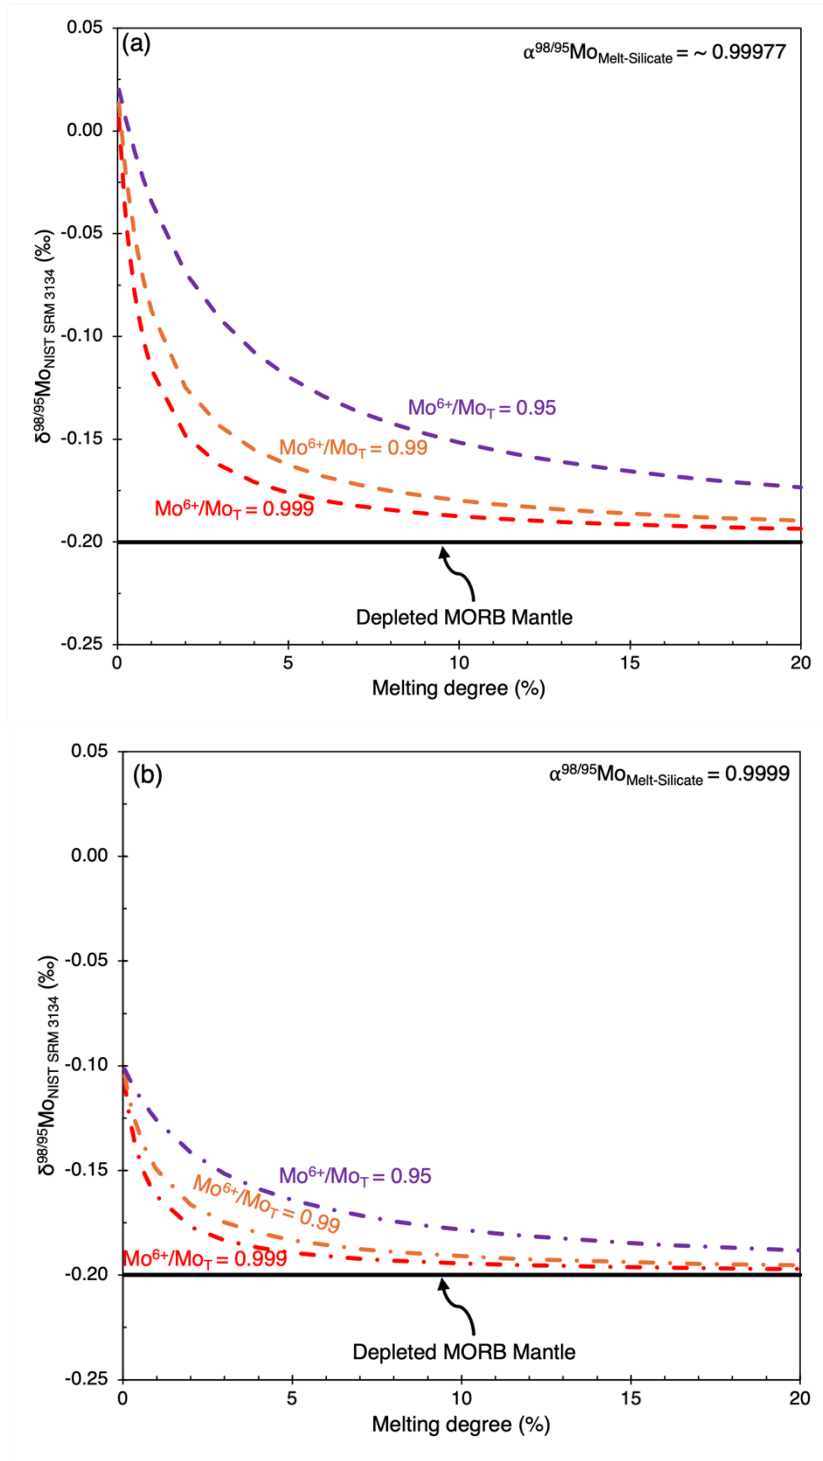 (a)
α98/95MoMelt-Silicate = ~ 0.99977
0.05
0.00
-0.05
-0.10
-0.15
-0.20
-0.25
δ98/95MoNIST SRM 3134 (‰)
Mo6+/MoT = 0.95
Mo6+/MoT = 0.99
Mo6+/MoT = 0.999
Depleted MORB Mantle
0 5 10 15 20
Melting degree (%)
(b)
α98/95MoMelt-Silicate = 0.9999
0.05
0.00
-0.05
-0.10
-0.15
-0.20
-0.25
δ98/95MoNIST SRM 3134 (‰)
Mo6+/MoT = 0.95
Mo6+/MoT = 0.99
Mo6+/MoT = 0.999
Depleted MORB Mantle
0 5 10 15 20
Melting degree (%)